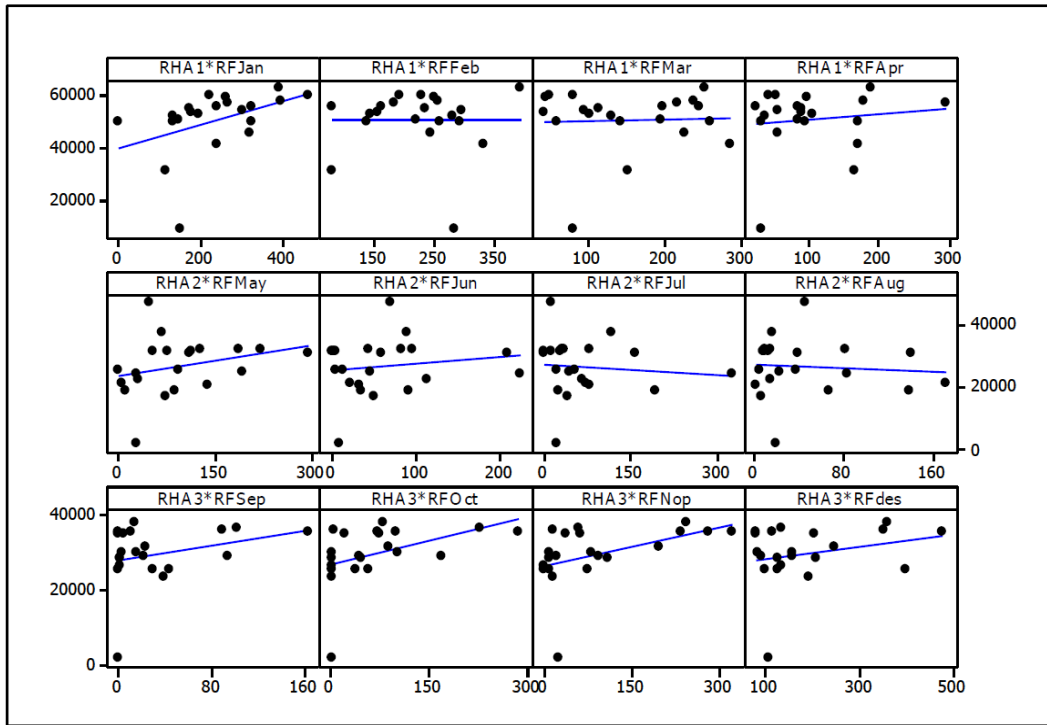 RHA1*RFJan RHA1*RFFeb RHA1*RFMar RHA1*RFApr
60000
40000
20000
0 200 400 150 250 350 100 200 300 100 200 300
RHA2*RFMay RHA2*RFJun RHA2*RFJul RHA2*RFAug
40000
20000
0
0 150 300 0 100 200 0 150 300 0 80 160
RHA3*RFSep RHA3*RFOct RHA3*RFNop RHA3*RFdes
40000
20000
0
0 80 160 0 150 300 0 150 300 100 300 500